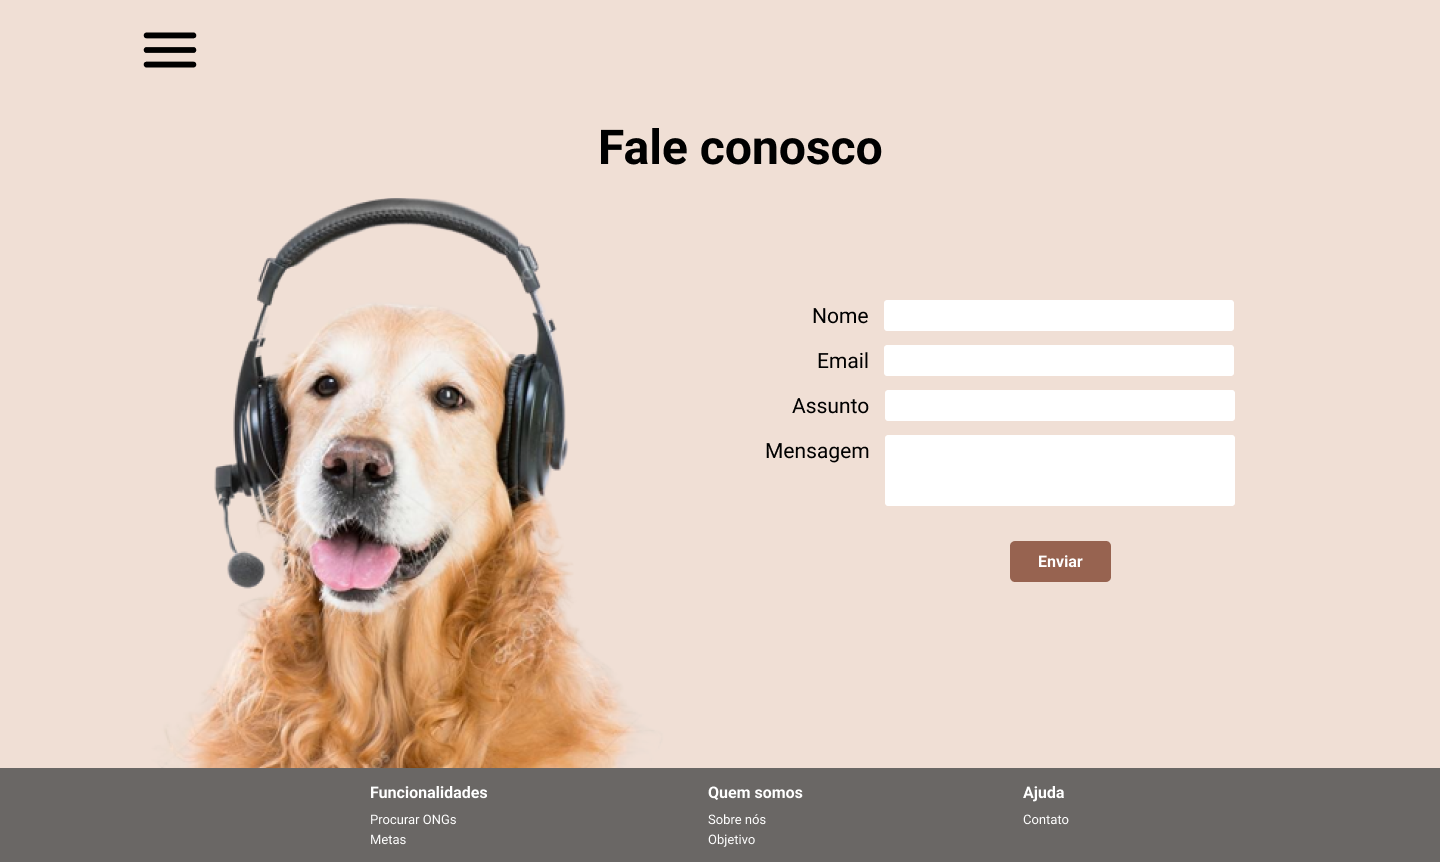 Fale conosco
Nome
Email
Assunto
Mensagem
Enviar
Funcionalidades
Procurar ONGs
Metas
Quem somos
Sobre nós
Objetivo
Ajuda
Contato